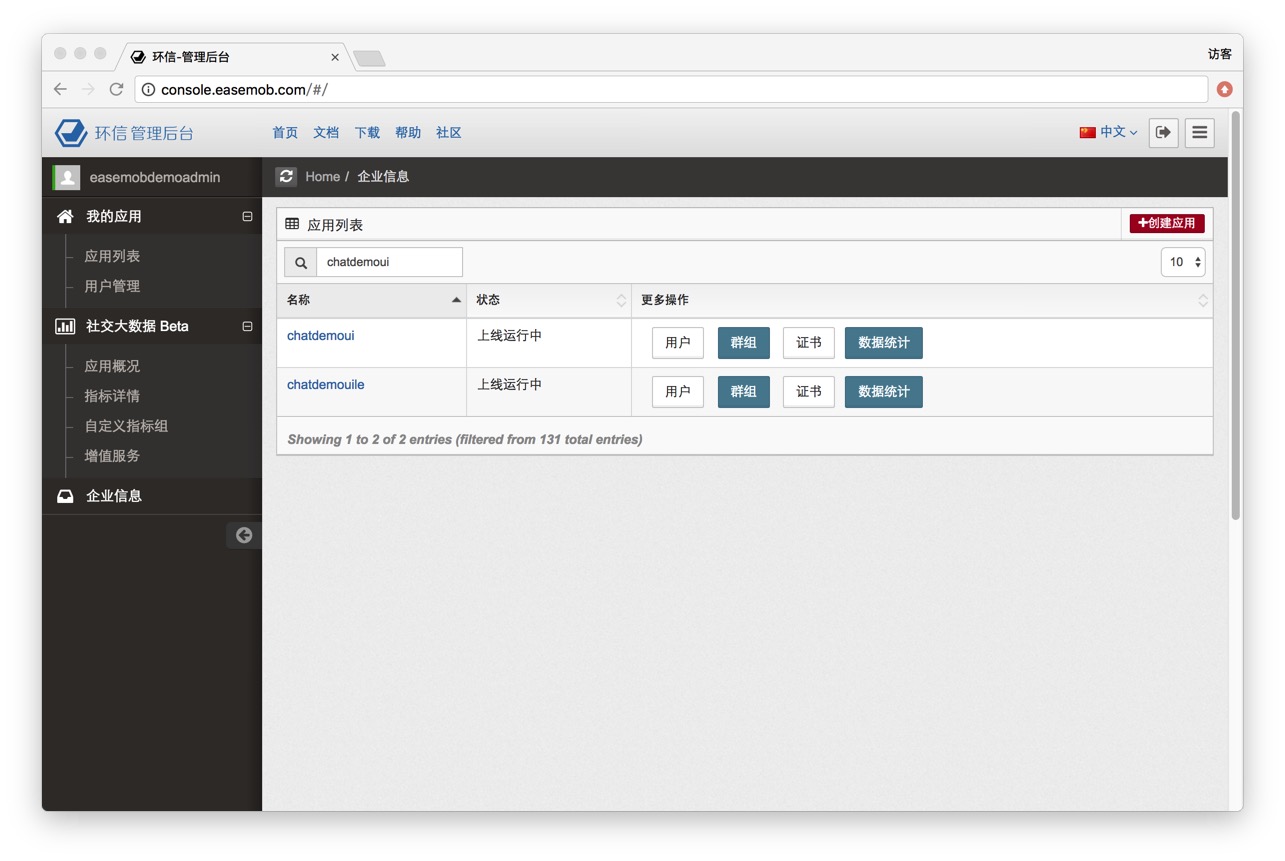 环信-管理后台
访客
console.easemob.com/#/
环信 管理后台 首页 文档 下载 帮助 社区 中文
easemobdemoadmin
Home / 企业信息
我的应用
应用列表
用户管理
社交大数据 Beta
应用概况
指标详情
自定义指标组
增值服务
企业信息
应用列表 创建应用
chatdemoui 10
名称 状态 更多操作
chatdemoui 上线运行中 用户 群组 证书 数据统计
chatdemouile 上线运行中 用户 群组 证书 数据统计
Showing 1 to 2 of 2 entries (filtered from 131 total entries)